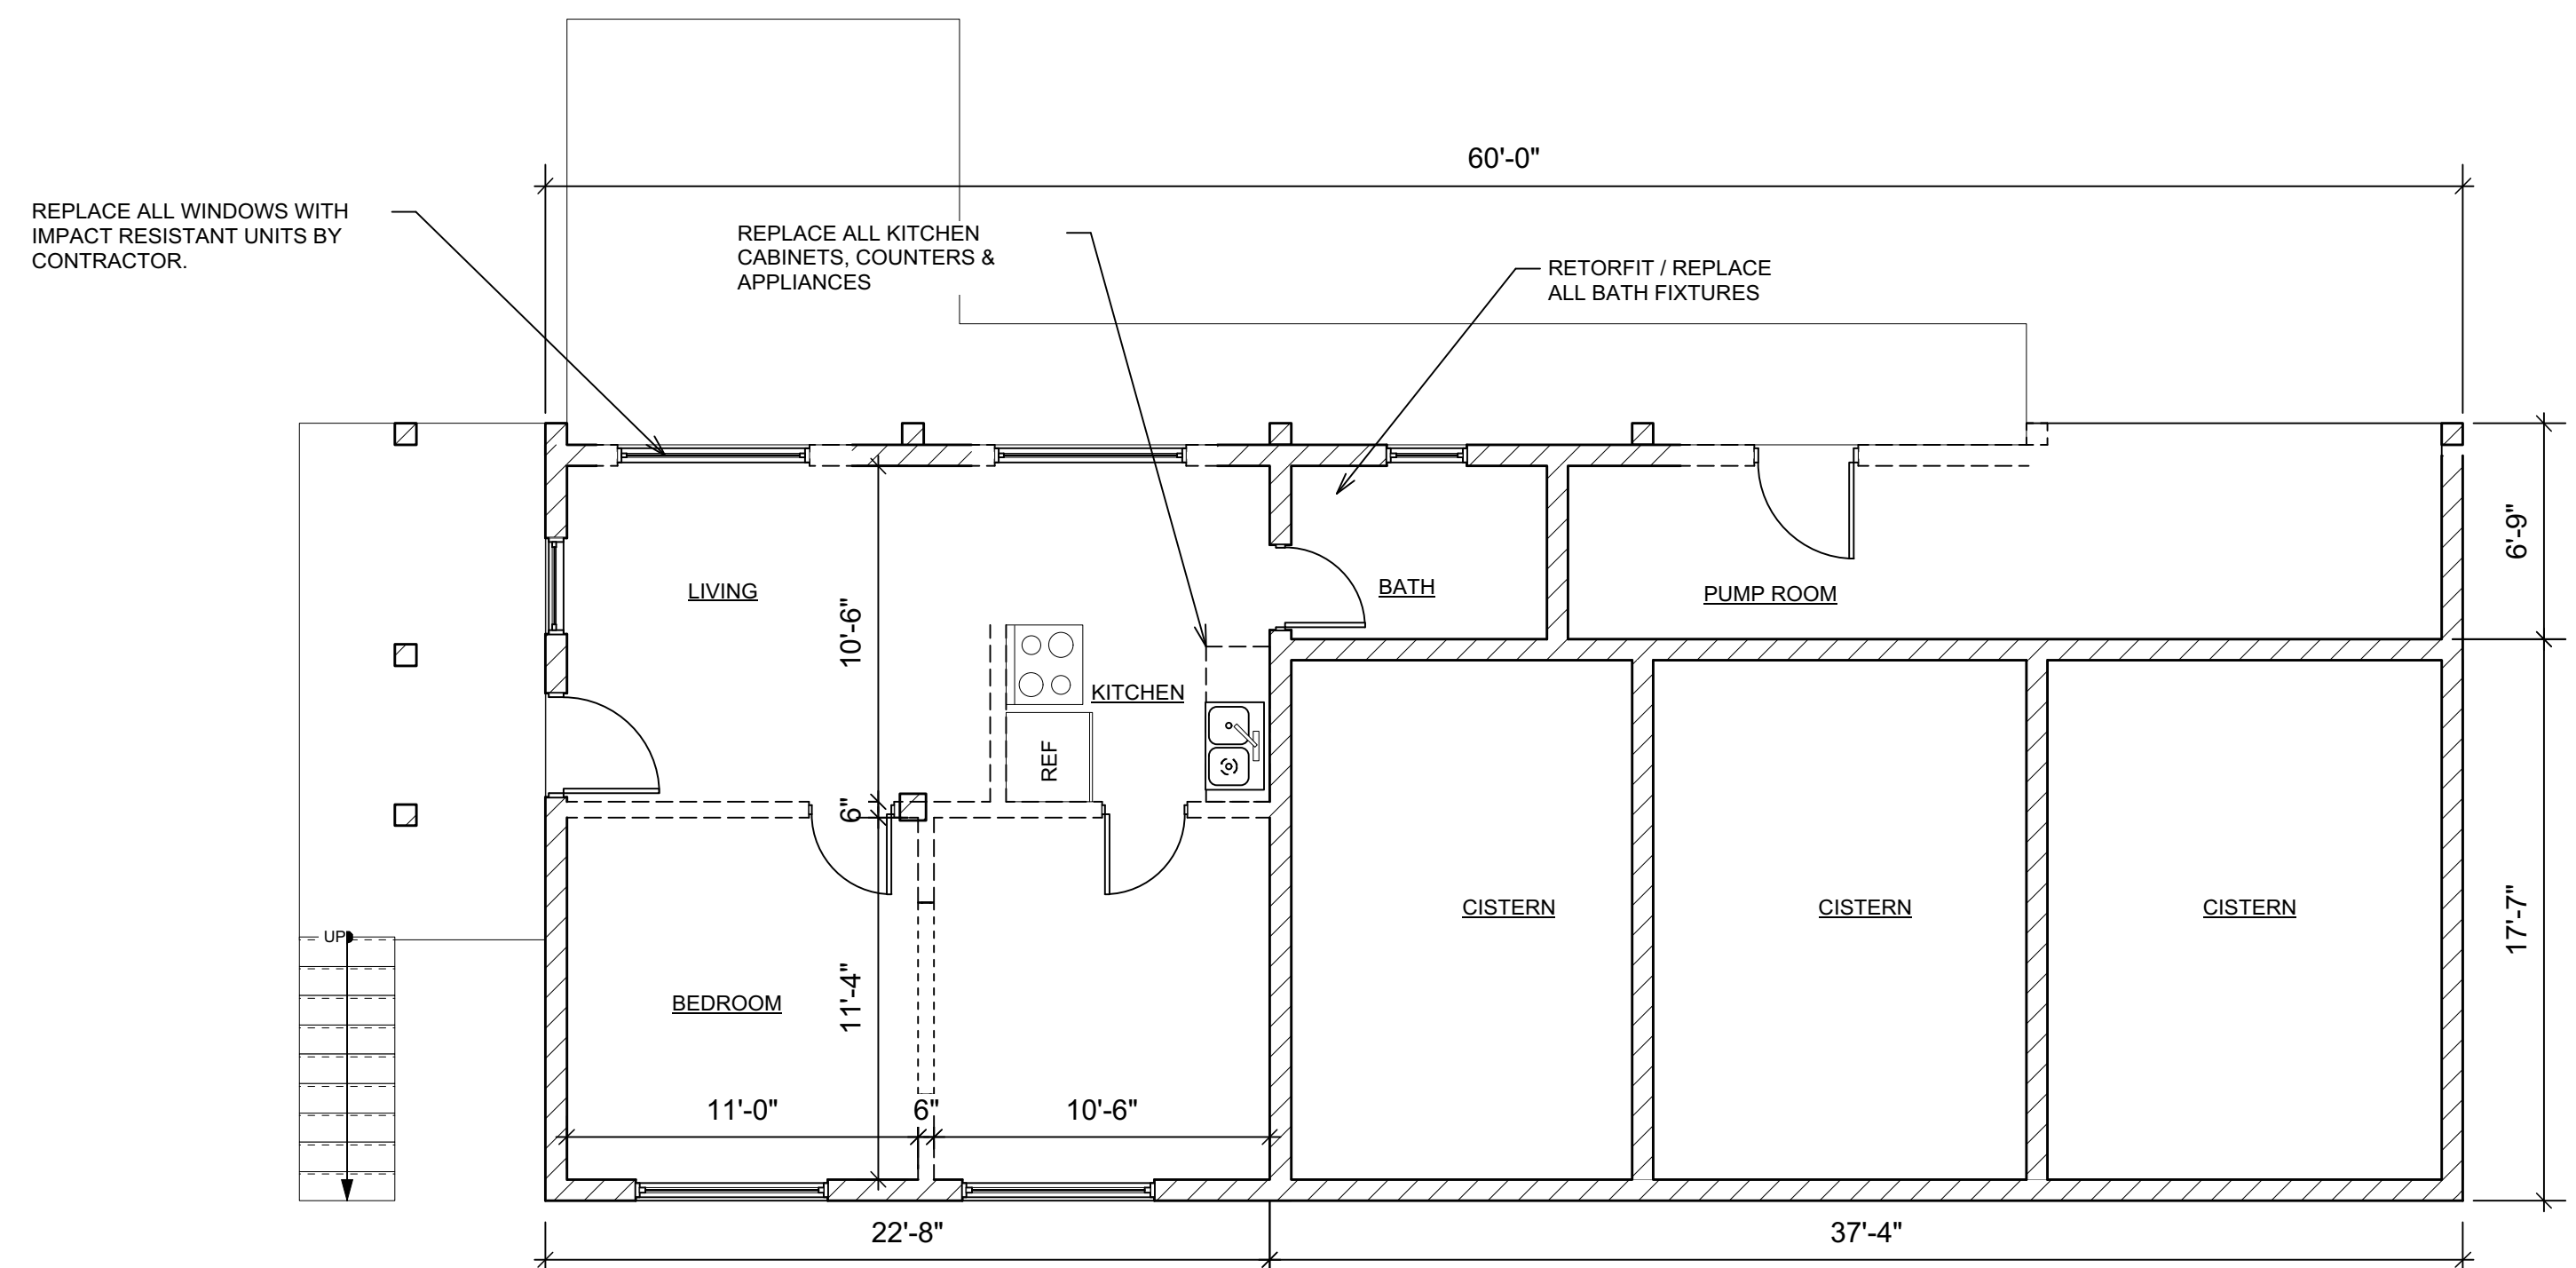 60'-0"
REPLACE ALL WINDOWS WITH
IMPACT RESISTANT UNITS BY
CONTRACTOR.
REPLACE ALL KITCHEN
CABINETS, COUNTERS &
APPLIANCES
RETORFIT / REPLACE
ALL BATH FIXTURES
LIVING
10'-6"
KITCHEN
REF
BATH
PUMP ROOM
6'-9"
6"
UP
BEDROOM
11'-4"
CISTERN
CISTERN
CISTERN
17'-7"
11'-0"
6"
10'-6"
22'-8"
37'-4"